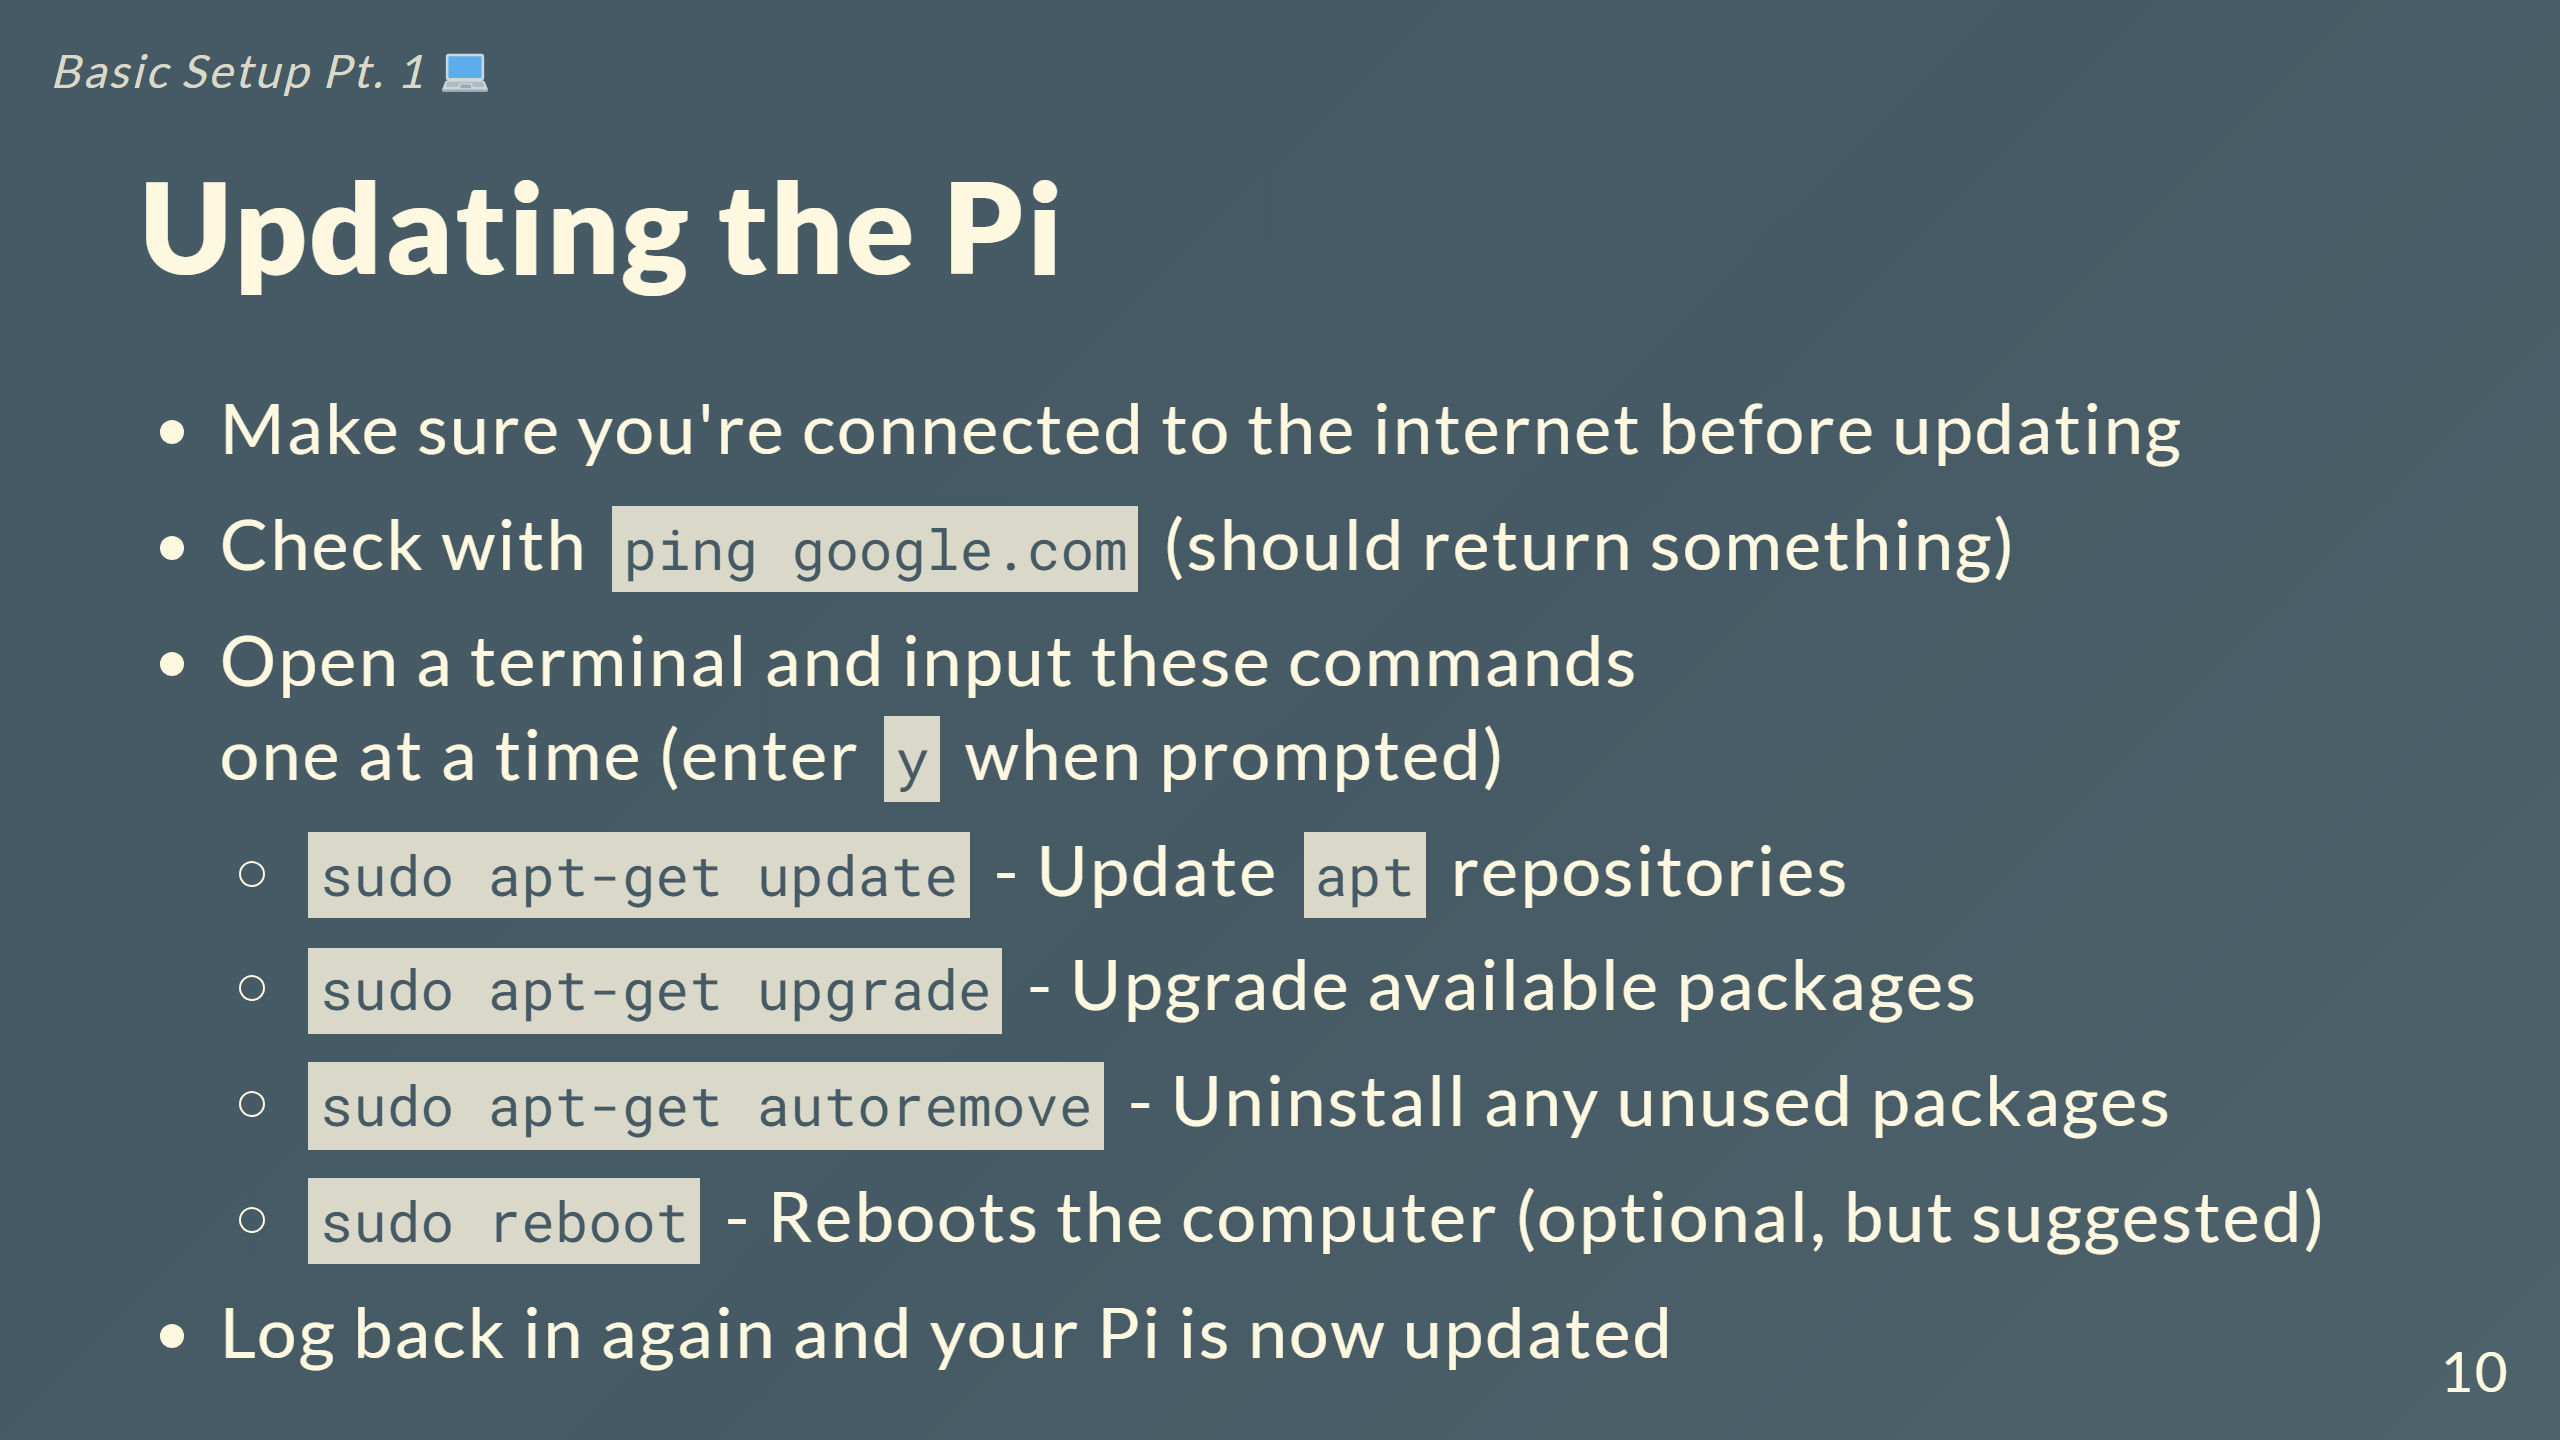 Basic Setup Pt. 1 💻
Updating the Pi
• Make sure you're connected to the internet before updating
• Check with ping google.com (should return something)
• Open a terminal and input these commands
one at a time (enter y when prompted)
○ sudo apt-get update - Update apt repositories
○ sudo apt-get upgrade - Upgrade available packages
○ sudo apt-get autoremove - Uninstall any unused packages
○ sudo reboot - Reboots the computer (optional, but suggested)
• Log back in again and your Pi is now updated
10